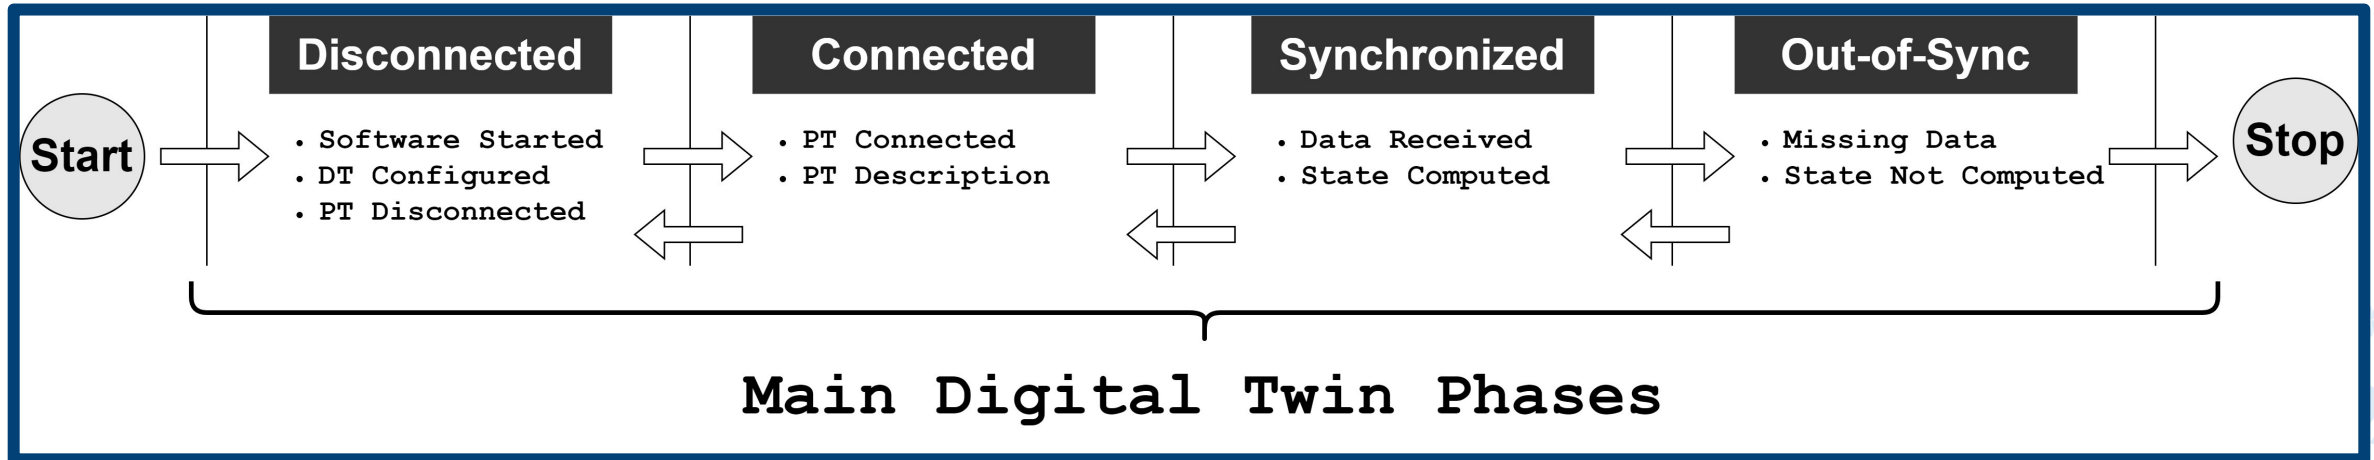 Start
Disconnected
• Software Started
• DT Configured
• PT Disconnected
Connected
• PT Connected
• PT Description
Synchronized
• Data Received
• State Computed
Out-of-Sync
• Missing Data
• State Not Computed
Stop
Main Digital Twin Phases